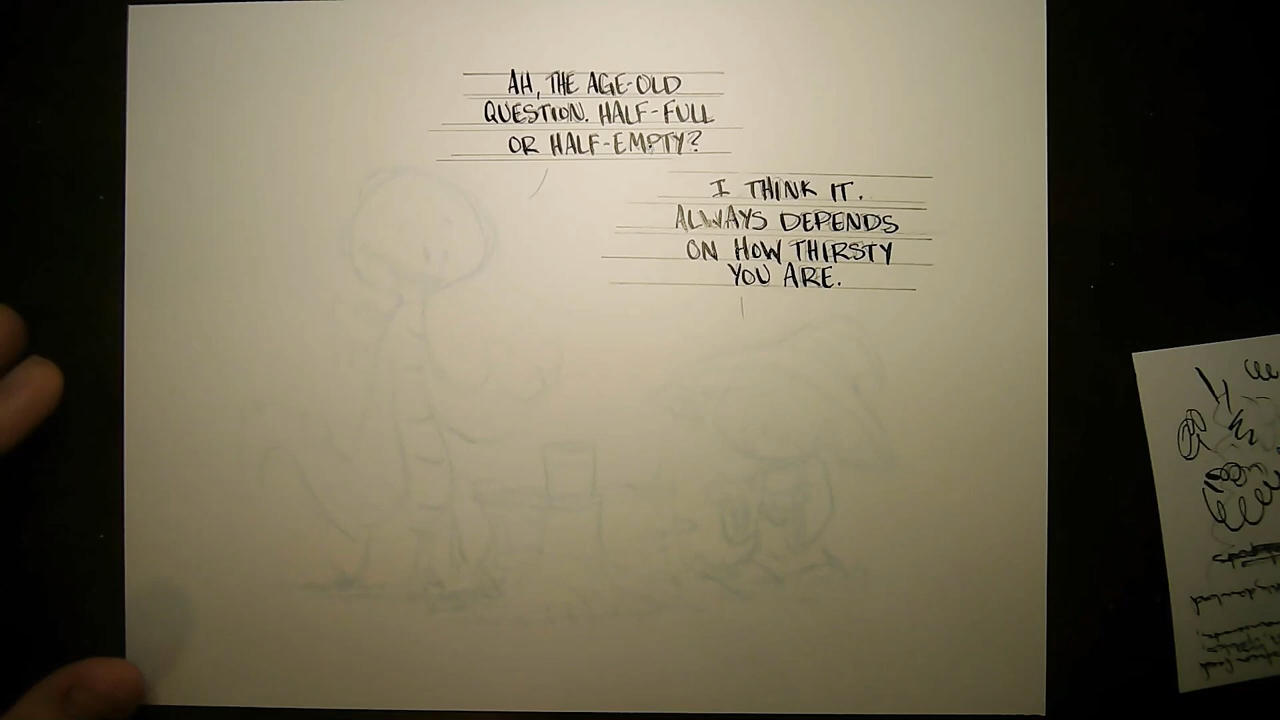 AH, THE AGE-OLD
QUESTION. HALF-FULL
OR HALF-EMPTY?
I THINK IT.
ALWAYS DEPENDS
ON HOW THIRSTY
YOU ARE.